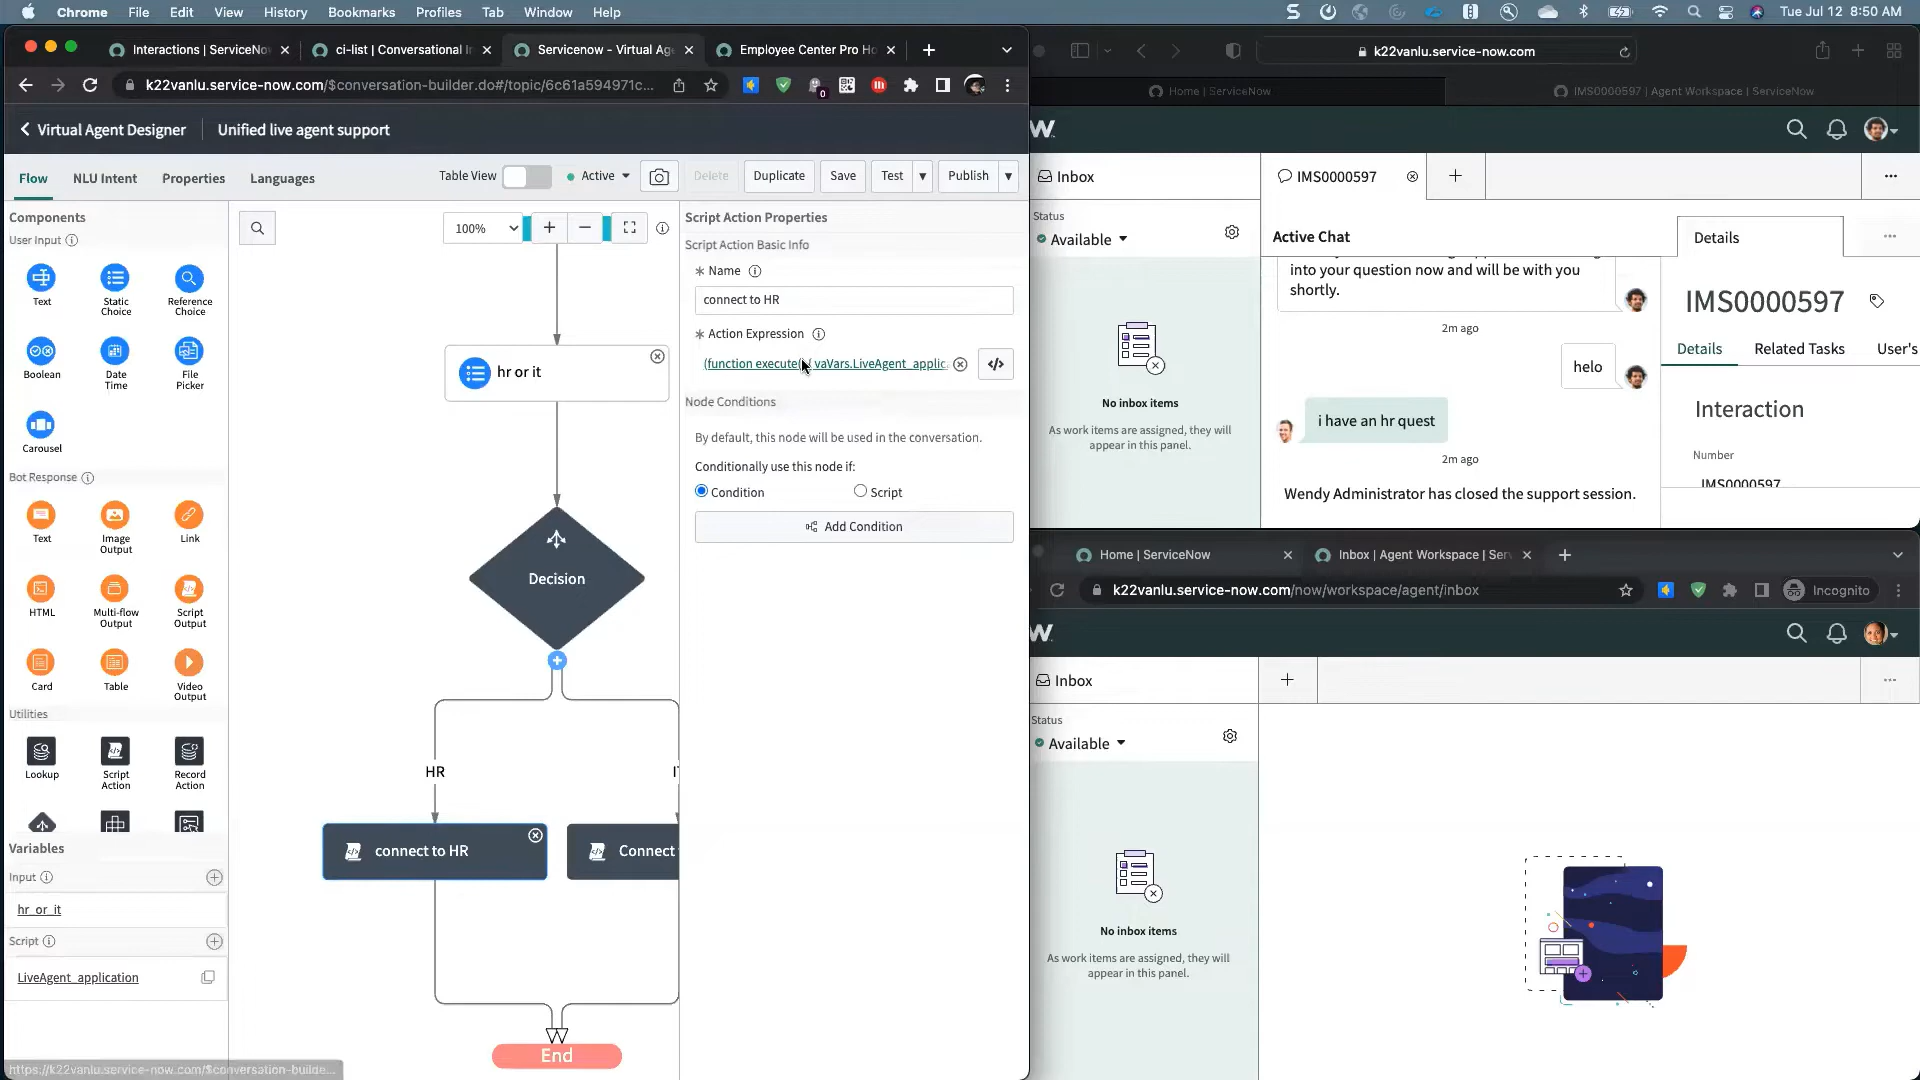 Chrome File Edit View History Bookmarks Profiles Tab Window Help
Tue Jul 12 8:50 AM
Interactions | ServiceNo
ci-list | Conversational In
Servicenow - Virtual Age
Employee Center Pro Ho
k22vanlu.service-now.com/$conversation-builder.do#/topic/6c61a594971c...
0
Virtual Agent Designer
Unified live agent support
Flow
NLU Intent
Properties
Languages
Table View
Active
Delete
Duplicate
Save
Test
Publish
Components
User Input
Text
Static Choice
Reference Choice
Boolean
Date Time
File Picker
Carousel
Bot Response
Text
Image Output
Link
HTML
Multi-flow Output
Script Output
Card
Table
Video Output
Utilities
Lookup
Script Action
Record Action
Variables
Input
hr_or_it
Script
LiveAgent_application
https://k22vanlu.service-now.com/$conversation-builde...
100%
hr or it
Decision
HR
connect to HR
Connect
End
Script Action Properties
Script Action Basic Info
* Name
connect to HR
* Action Expression
(function execute() vaVars.LiveAgent_applic
Node Conditions
By default, this node will be used in the conversation.
Conditionally use this node if:
Condition
Script
Add Condition
k22vanlu.service-now.com
Home | ServiceNow
IMS0000597 | Agent Workspace | ServiceNow
W
Inbox
IMS0000597
Status
Available
No inbox items
As work items are assigned, they will
appear in this panel.
Active Chat
into your question now and will be with you
shortly.
2m ago
helo
i have an hr quest
2m ago
Wendy Administrator has closed the support session.
Details
IMS0000597
Details
Related Tasks
User's
Interaction
Number
IMS0000597
Home | ServiceNow
Inbox | Agent Workspace | Serv
k22vanlu.service-now.com/now/workspace/agent/inbox
Incognito
W
Inbox
Status
Available
No inbox items
As work items are assigned, they will
appear in this panel.